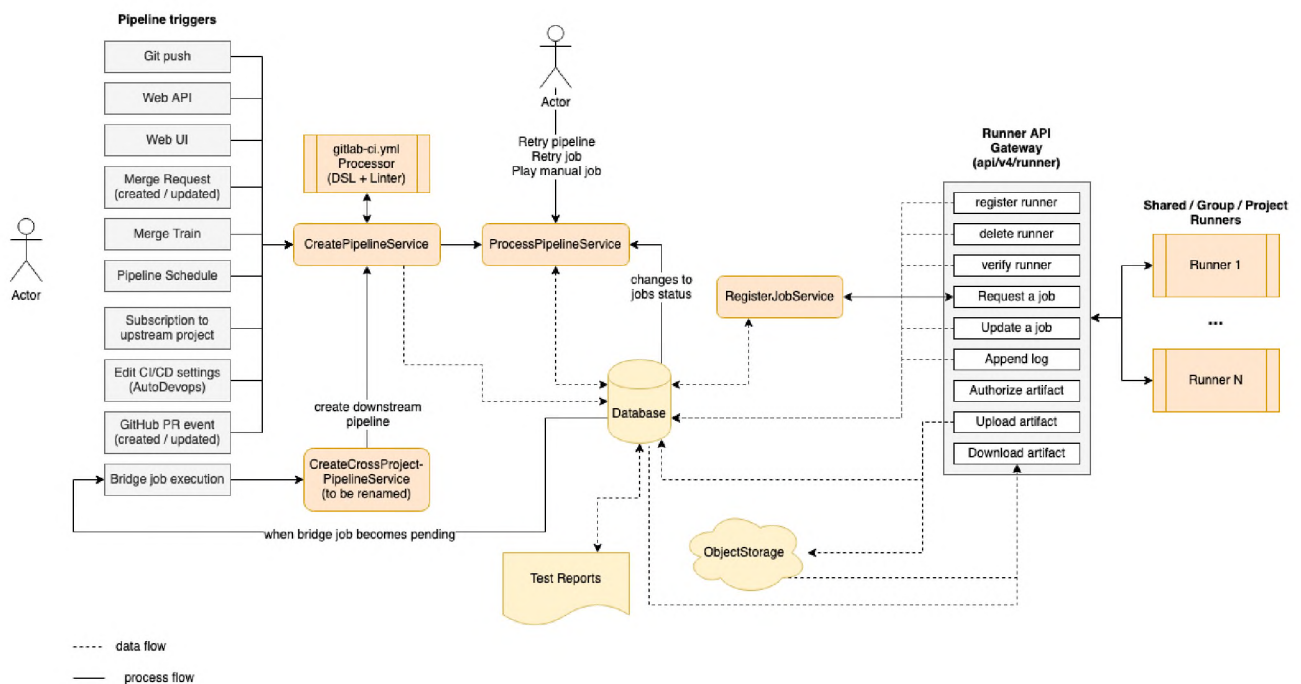 Pipeline triggers
Git push
Web API
Web UI
Merge Request
(created / updated)
Merge Train
Pipeline Schedule
Subscription to
upstream project
Edit CI/CD settings
(AutoDevops)
GitHub PR event
(created / updated)
Bridge job execution
Actor
gitlab-ci.yml
Processor
(DSL + Linter)
CreatePipelineService
create downstream
pipeline
CreateCrossProject-
PipelineService
(to be renamed)
when bridge job becomes pending
Actor
Retry pipeline
Retry job
Play manual job
ProcessPipelineService
changes to
jobs status
RegisterJobService
Database
Test Reports
ObjectStorage
Runner API
Gateway
(api/v4/runner)
register runner
delete runner
verify runner
Request a job
Update a job
Append log
Authorize artifact
Upload artifact
Download artifact
Shared / Group / Project
Runners
Runner 1
...
Runner N
data flow
process flow